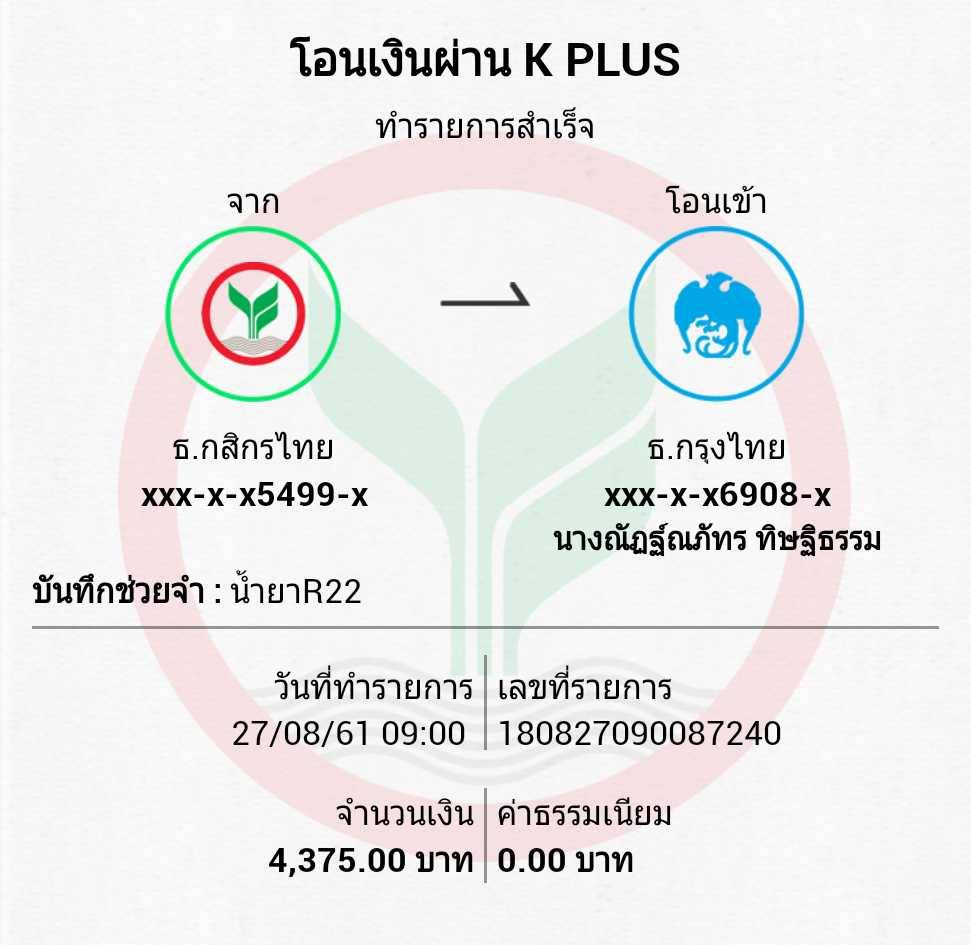 โอนเงินผ่าน K PLUS
ทำรายการสำเร็จ
จาก
โอนเข้า
ธ.กสิกรไทย
xxx-x-x5499-x
ธ.กรุงไทย
xxx-x-x6908-x
นางณัฏฐ์ณภัทร ทิษฐิธรรม
บันทึกช่วยจำ : น้ำยาR22
วันที่ทำรายการ
27/08/61 09:00
เลขที่รายการ
180827090087240
จำนวนเงิน
4,375.00 บาท
ค่าธรรมเนียม
0.00 บาท